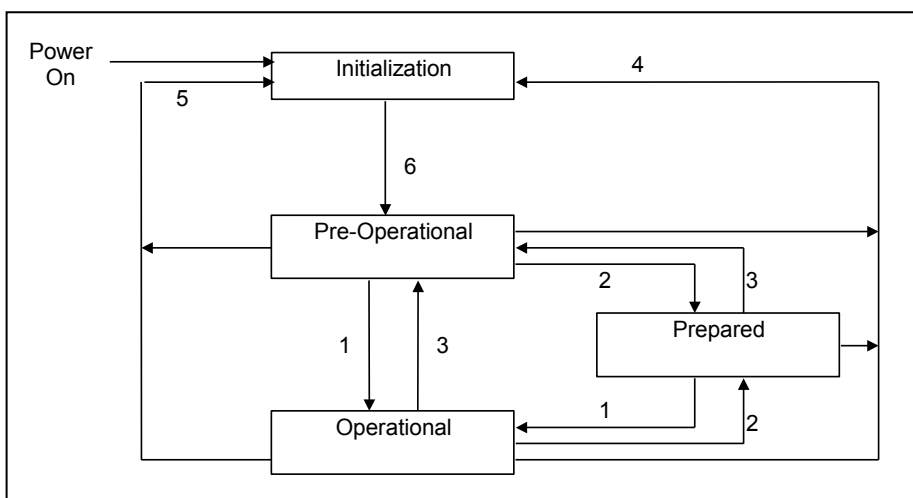 Power
On
Initialization
4
5
6
Pre-Operational
2
3
Prepared
1
3
1
Operational
2